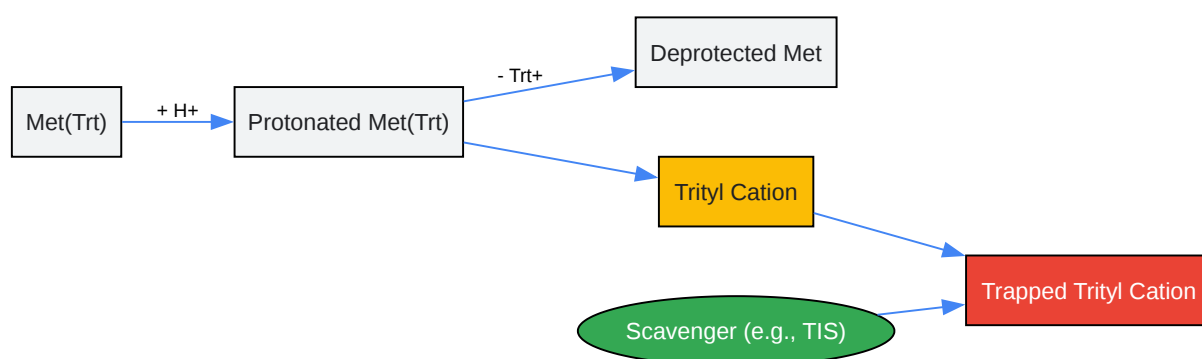 Deprotected Met
- Trt+
+ H+
Met(Trt)
Protonated Met(Trt)
Trityl Cation
Trapped Trityl Cation
Scavenger (e.g., TIS)